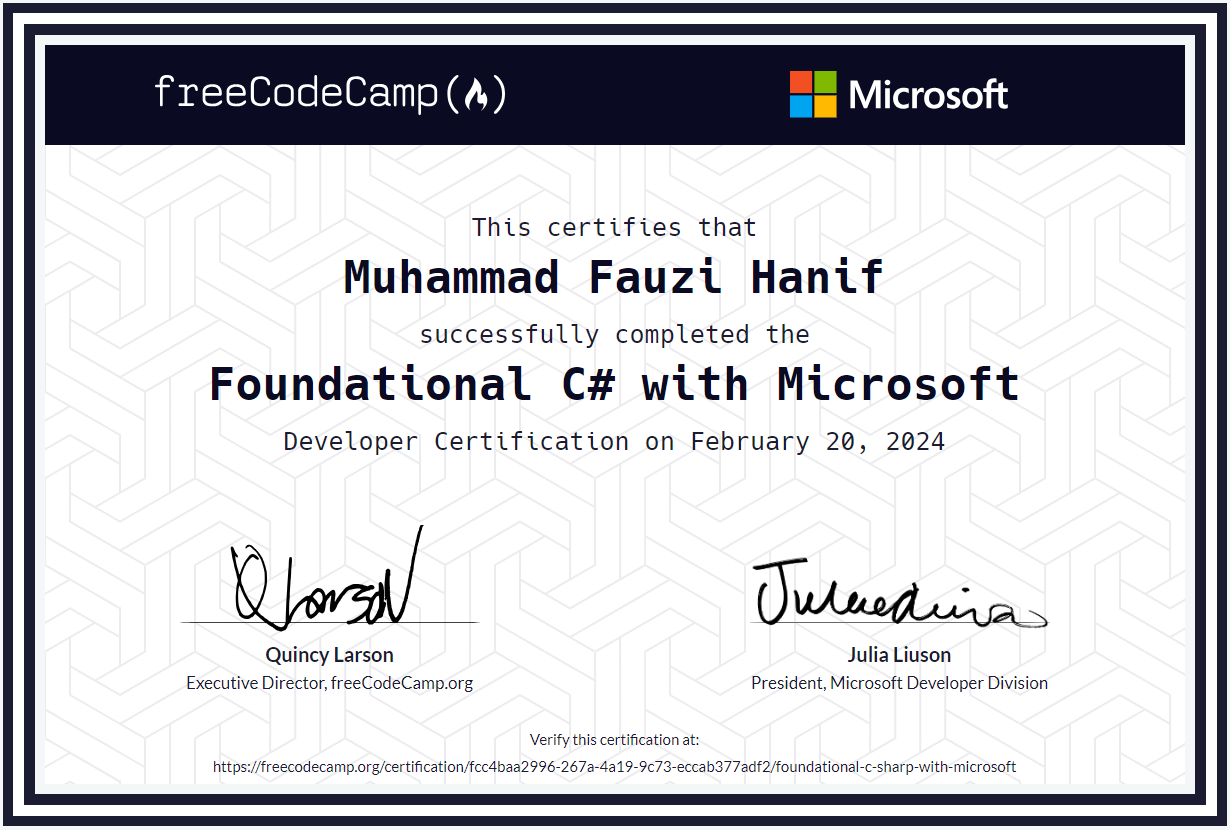 freeCodeCamp(🔥) Microsoft
This certifies that
Muhammad Fauzi Hanif
successfully completed the
Foundational C# with Microsoft
Developer Certification on February 20, 2024
Quincy Larson
Executive Director, freeCodeCamp.org
Julia Liuson
President, Microsoft Developer Division
Verify this certification at:
https://freecodecamp.org/certification/fcc4baa2996-267a-4a19-9c73-eccab377adf2/foundational-c-sharp-with-microsoft